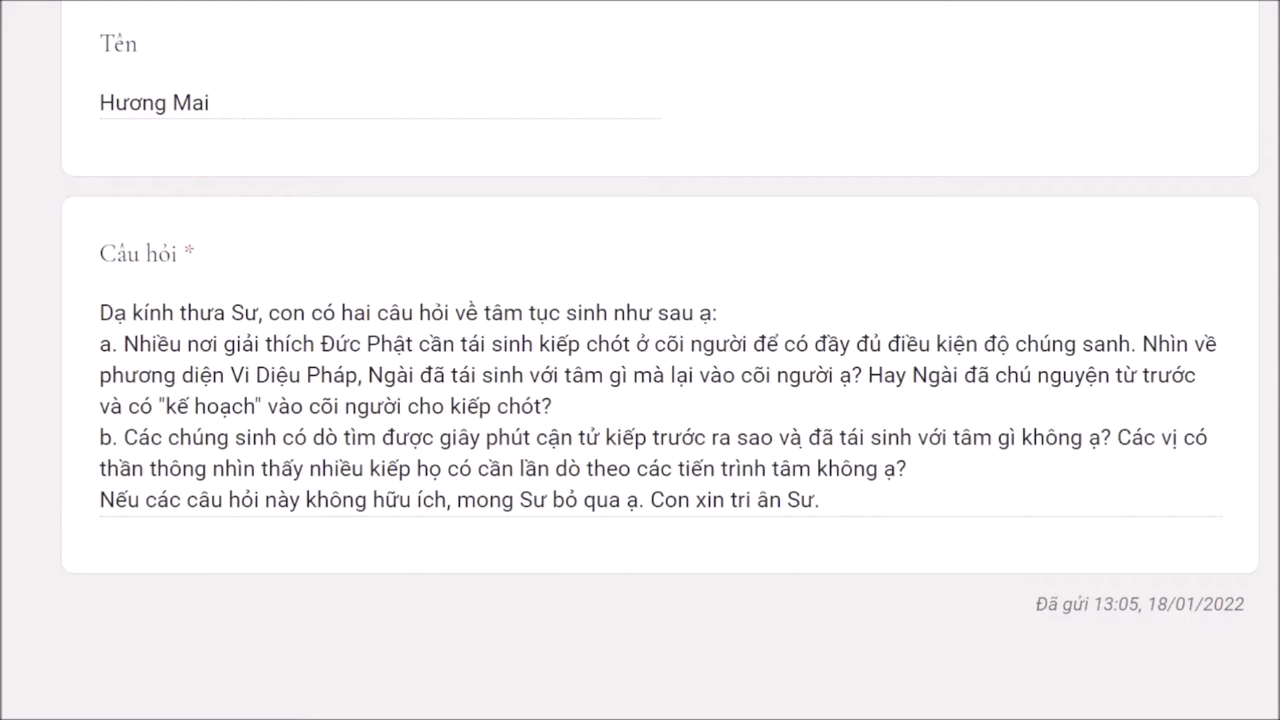 Tên
Hương Mai
Câu hỏi *
Dạ kính thưa Sư, con có hai câu hỏi về tâm tục sinh như sau ạ:
a. Nhiều nơi giải thích Đức Phật cần tái sinh kiếp chót ở cõi người để có đầy đủ điều kiện độ chúng sanh. Nhìn về
phương diện Vi Diệu Pháp, Ngài đã tái sinh với tâm gì mà lại vào cõi người ạ? Hay Ngài đã chú nguyện từ trước
và có "kế hoạch" vào cõi người cho kiếp chót?
b. Các chúng sinh có dò tìm được giây phút cận tử kiếp trước ra sao và đã tái sinh với tâm gì không ạ? Các vị có
thần thông nhìn thấy nhiều kiếp họ có cần lần dò theo các tiến trình tâm không ạ?
Nếu các câu hỏi này không hữu ích, mong Sư bỏ qua ạ. Con xin tri ân Sư.
Đã gửi 13:05, 18/01/2022